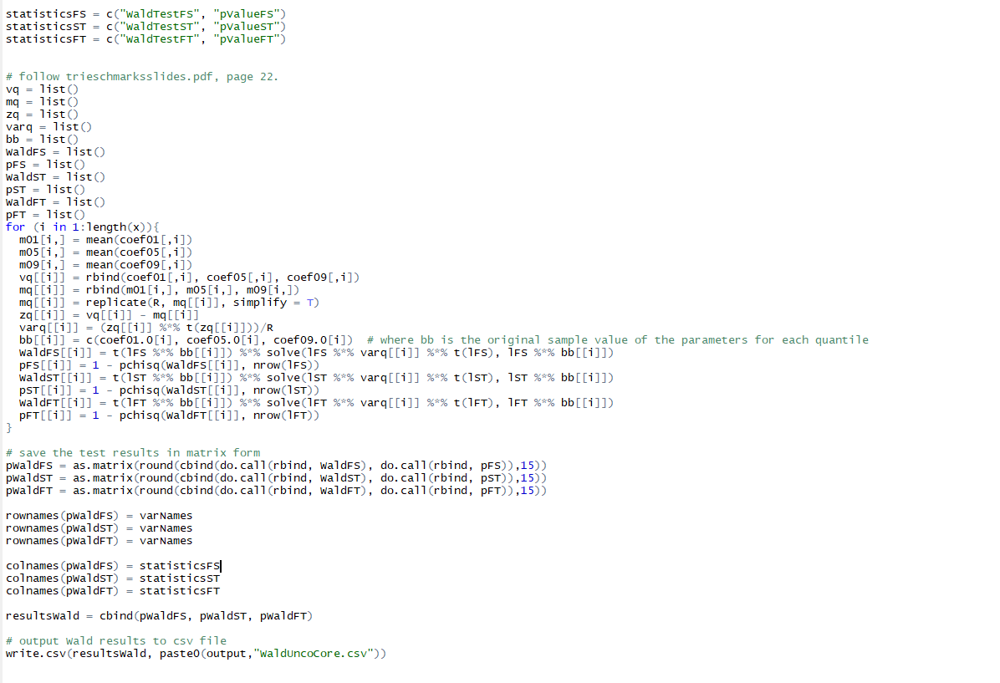 statisticsFS = c("WaldTestFS", "pValueFS")
statisticsST = c("WaldTestST", "pValueST")
statisticsFT = c("WaldTestFT", "pValueFT")
# follow trieschmarksslides.pdf, page 22.
vq = list()
mq = list()
zq = list()
varq = list()
bb = list()
WaldFS = list()
pFS = list()
WaldST = list()
pST = list()
WaldFT = list()
pFT = list()
for (i in 1:length(x)){
  m01[i,] = mean(coef01[,i])
  m05[i,] = mean(coef05[,i])
  m09[i,] = mean(coef09[,i])
  vq[[i]] = rbind(coef01[,i], coef05[,i], coef09[,i])
  mq[[i]] = rbind(m01[i,], m05[i,], m09[i,])
  mq[[i]] = replicate(R, mq[[i]], simplify = T)
  zq[[i]] = vq[[i]] - mq[[i]]
  varq[[i]] = (zq[[i]] %*% t(zq[[i]]))/R
  bb[[i]] = c(coef01.0[i], coef05.0[i], coef09.0[i])  # where bb is the original sample value of the parameters for each quantile
  WaldFS[[i]] = t(lFS %*% bb[[i]]) %*% solve(lFS %*% varq[[i]] %*% t(lFS), lFS %*% bb[[i]])
  pFS[[i]] = 1 - pchisq(WaldFS[[i]], nrow(lFS))
  WaldST[[i]] = t(lST %*% bb[[i]]) %*% solve(lST %*% varq[[i]] %*% t(lST), lST %*% bb[[i]])
  pST[[i]] = 1 - pchisq(WaldST[[i]], nrow(lST))
  WaldFT[[i]] = t(lFT %*% bb[[i]]) %*% solve(lFT %*% varq[[i]] %*% t(lFT), lFT %*% bb[[i]])
  pFT[[i]] = 1 - pchisq(WaldFT[[i]], nrow(lFT))
}
# save the test results in matrix form
pWaldFS = as.matrix(round(cbind(do.call(rbind, WaldFS), do.call(rbind, pFS)),15))
pWaldST = as.matrix(round(cbind(do.call(rbind, WaldST), do.call(rbind, pST)),15))
pWaldFT = as.matrix(round(cbind(do.call(rbind, WaldFT), do.call(rbind, pFT)),15))
rownames(pWaldFS) = varNames
rownames(pWaldST) = varNames
rownames(pWaldFT) = varNames
colnames(pWaldFS) = statisticsFS
colnames(pWaldST) = statisticsST
colnames(pWaldFT) = statisticsFT
resultsWald = cbind(pWaldFS, pWaldST, pWaldFT)
# output Wald results to csv file
write.csv(resultsWald, paste0(output,"WaldUncoCore.csv"))